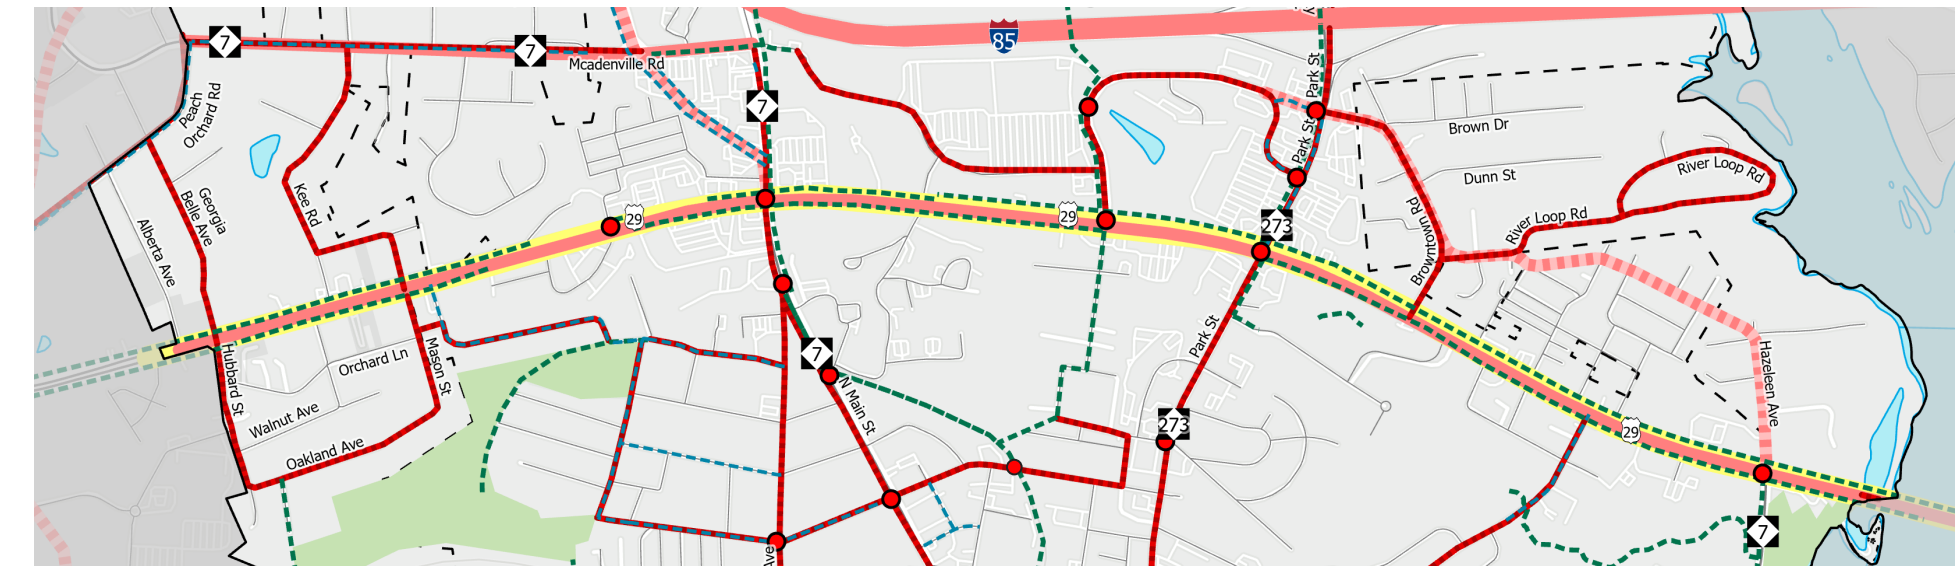 7
7
85
Mcadenville Rd
Park St
Peach
Orchard Rd
7
Park St
Brown Dr
Dunn St
River Loop Rd
Kee Rd
Georgia
Belle Ave
Alberta Ave
29
29
273
Browntown Rd
River Loop Rd
Hubbard St
Orchard Ln
Mason St
Walnut Ave
Oakland Ave
7
N Main St
Park St
273
29
Hazeleen Ave
7